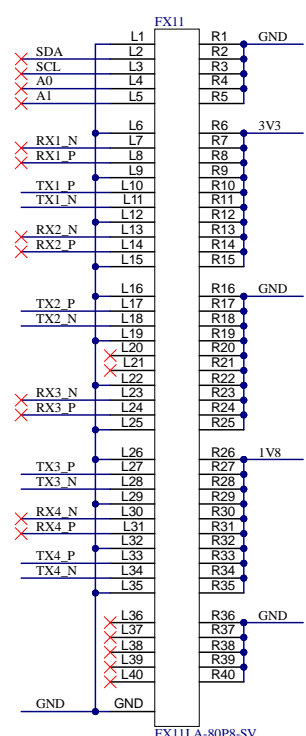 FX11
L1 R1 GND
SDA L2 R2
SCL L3 R3
A0 L4 R4
A1 L5 R5
L6 R6 3V3
RX1_N L7 R7
RX1_P L8 R8
L9 R9
TX1_P L10 R10
TX1_N L11 R11
L12 R12
RX2_N L13 R13
RX2_P L14 R14
L15 R15
L16 R16 GND
TX2_P L17 R17
TX2_N L18 R18
L19 R19
L20 R20
L21 R21
L22 R22
RX3_N L23 R23
RX3_P L24 R24
L25 R25
L26 R26 1V8
TX3_P L27 R27
TX3_N L28 R28
L29 R29
RX4_N L30 R30
RX4_P L31 R31
L32 R32
TX4_P L33 R33
TX4_N L34 R34
L35 R35
L36 R36 GND
L37 R37
L38 R38
L39 R39
L40 R40
GND GND
FX11LA-80P8-SV